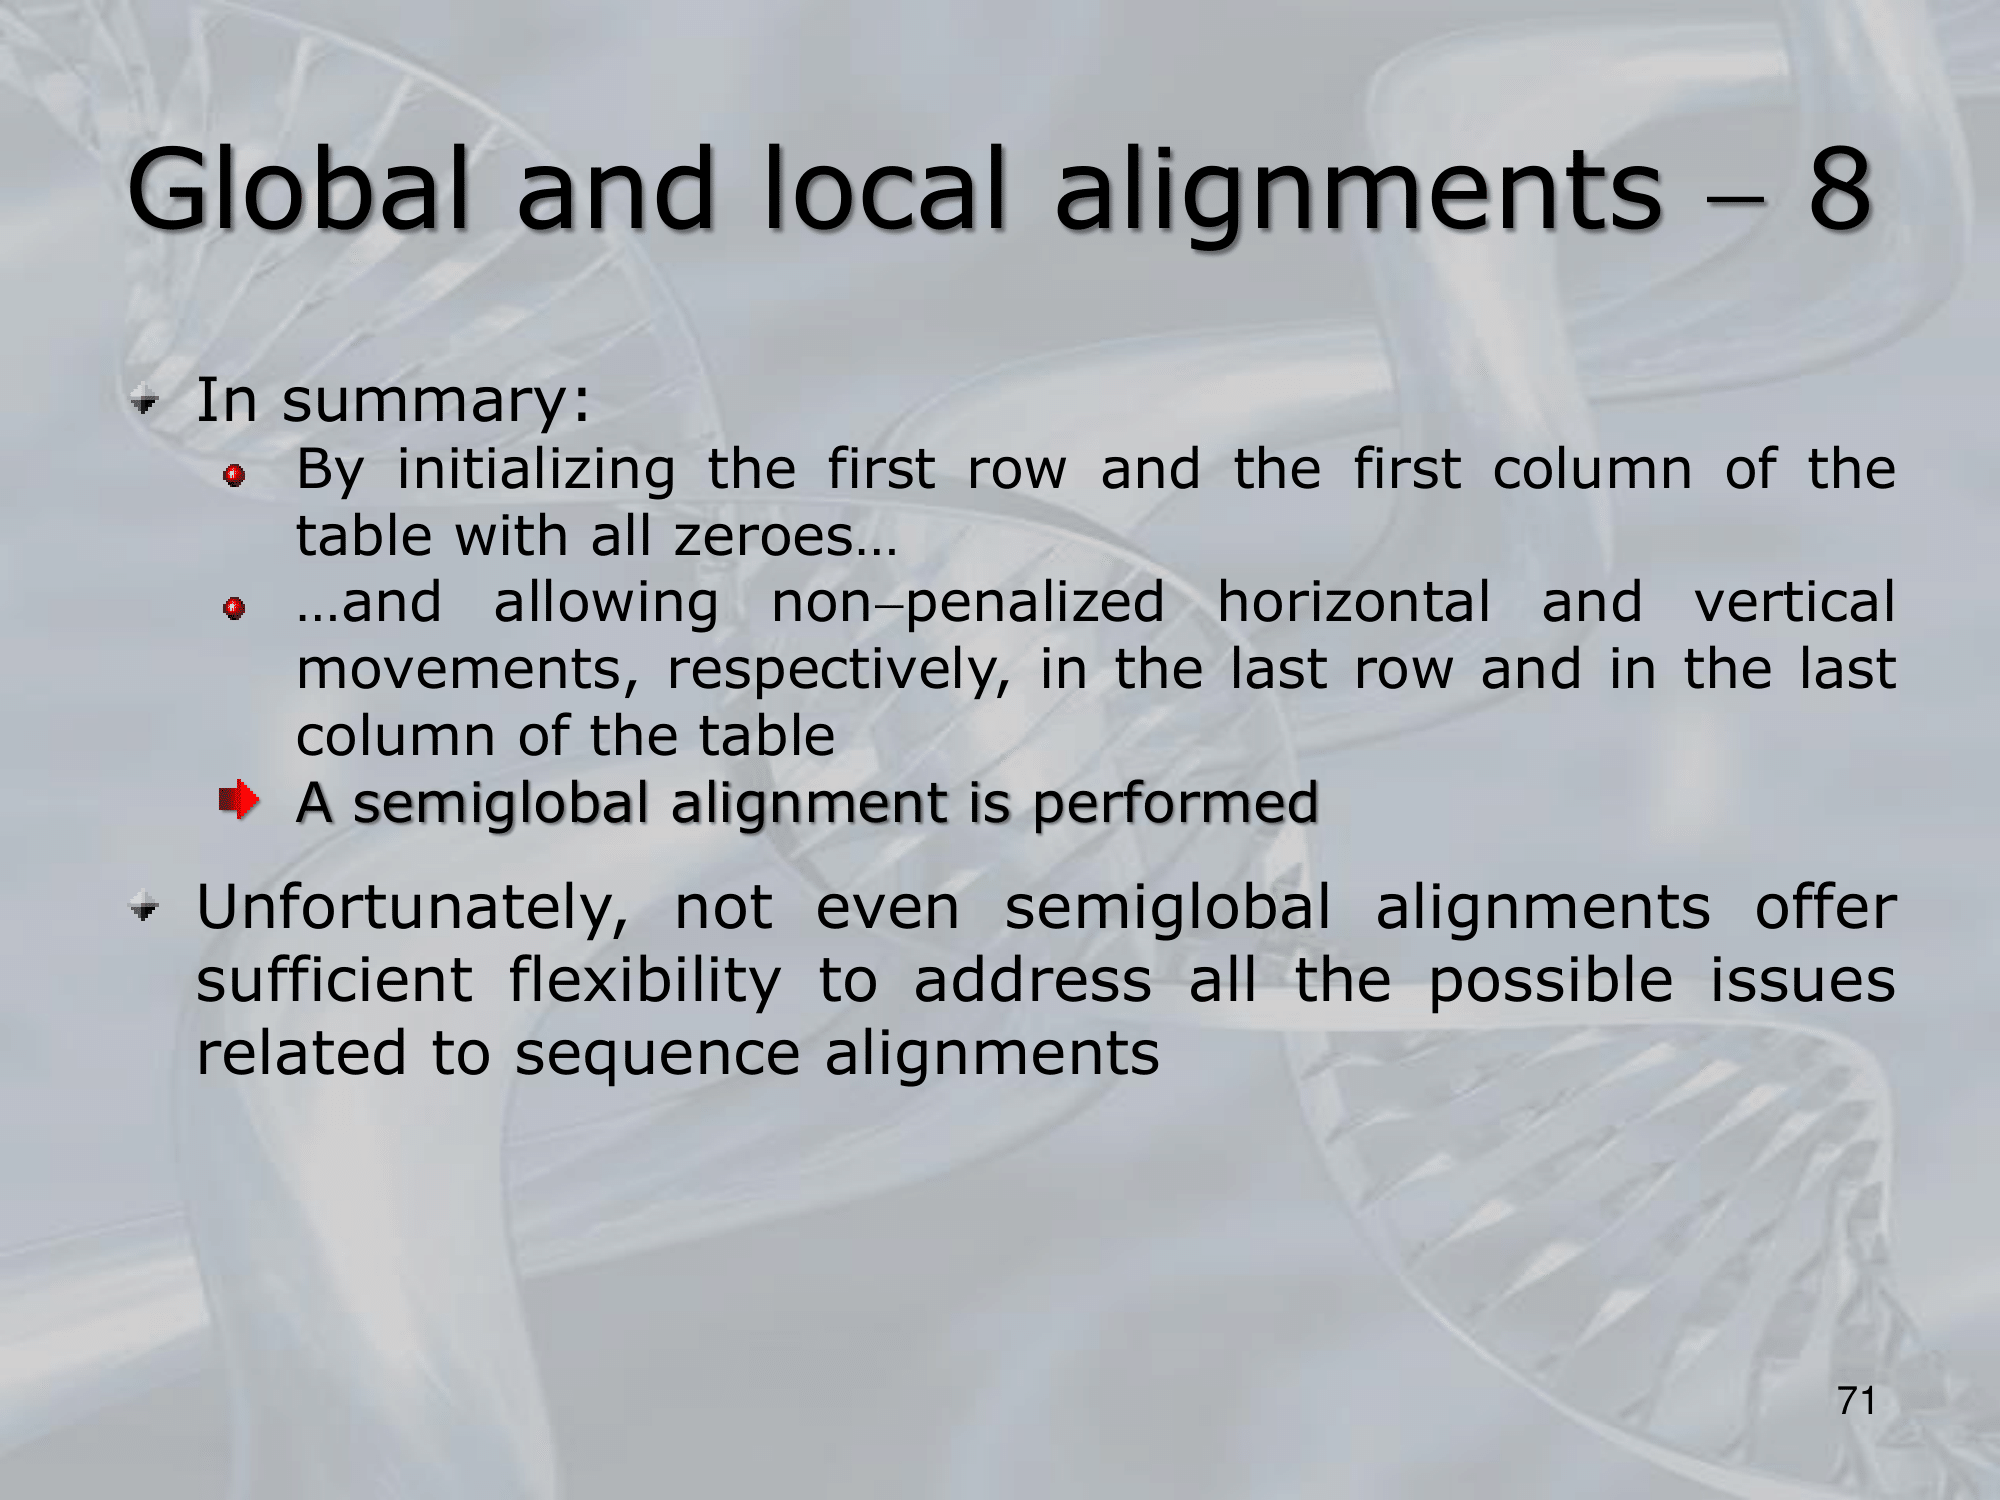 Global and local alignments – 8
In summary:
By initializing the first row and the first column of the
table with all zeroes…
…and allowing non–penalized horizontal and vertical
movements, respectively, in the last row and in the last
column of the table
A semiglobal alignment is performed
Unfortunately, not even semiglobal alignments offer
sufficient flexibility to address all the possible issues
related to sequence alignments
71